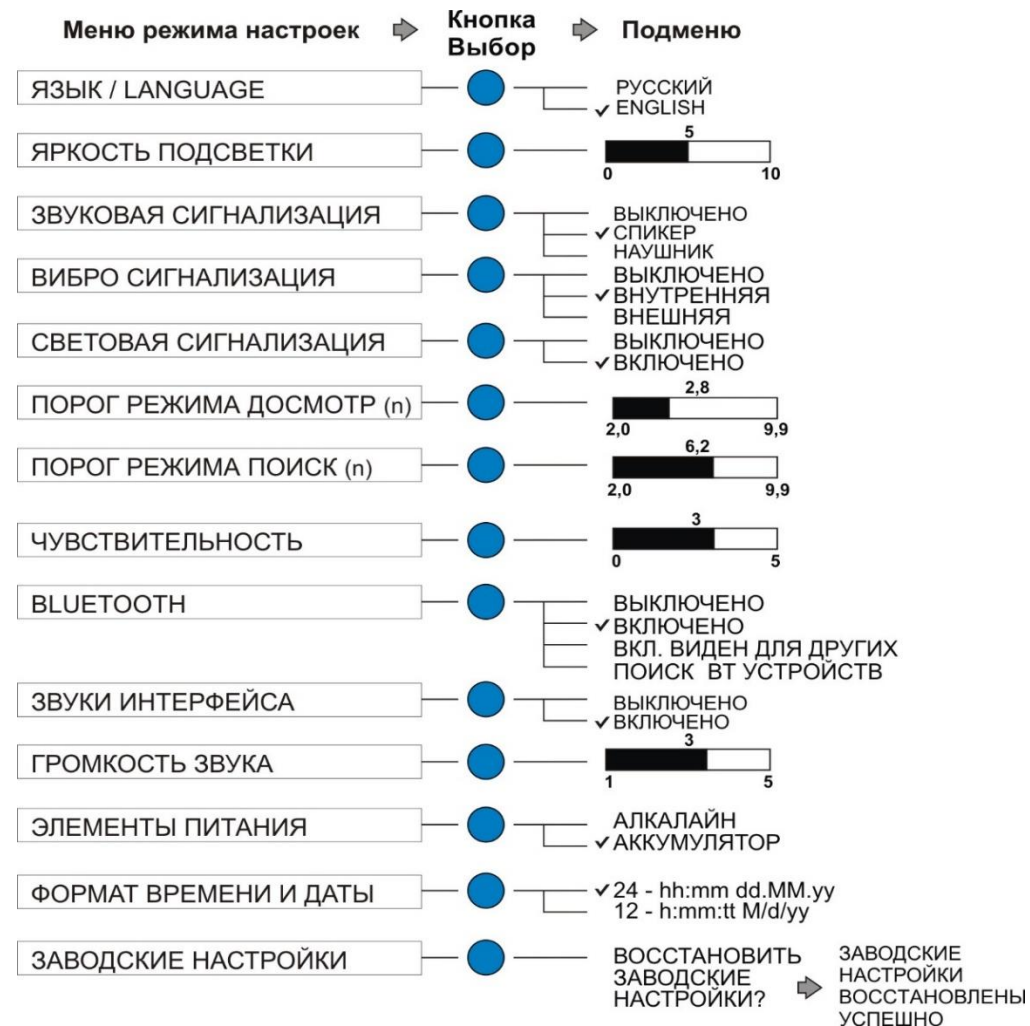 Меню режима настроек
Кнопка
Выбор
Подменю
ЯЗЫК / LANGUAGE
РУССКИЙ
ENGLISH
ЯРКОСТЬ ПОДСВЕТКИ
5
0 10
ЗВУКОВАЯ СИГНАЛИЗАЦИЯ
ВЫКЛЮЧЕНО
СПИКЕР
НАУШНИК
ВИБРО СИГНАЛИЗАЦИЯ
ВЫКЛЮЧЕНО
ВНУТРЕННЯЯ
ВНЕШНЯЯ
СВЕТОВАЯ СИГНАЛИЗАЦИЯ
ВЫКЛЮЧЕНО
ВКЛЮЧЕНО
ПОРОГ РЕЖИМА ДОСМОТР (n)
2,8
2,0 9,9
ПОРОГ РЕЖИМА ПОИСК (n)
6,2
2,0 9,9
ЧУВСТВИТЕЛЬНОСТЬ
3
0 5
BLUETOOTH
ВЫКЛЮЧЕНО
ВКЛЮЧЕНО
ВКЛ. ВИДЕН ДЛЯ ДРУГИХ
ПОИСК ВТ УСТРОЙСТВ
ЗВУКИ ИНТЕРФЕЙСА
ВЫКЛЮЧЕНО
ВКЛЮЧЕНО
ГРОМКОСТЬ ЗВУКА
3
1 5
ЭЛЕМЕНТЫ ПИТАНИЯ
АЛКАЛАЙН
АККУМУЛЯТОР
ФОРМАТ ВРЕМЕНИ И ДАТЫ
24 - hh:mm dd.MM.yy
12 - h:mm:tt M/d/yy
ЗАВОДСКИЕ НАСТРОЙКИ
ВОССТАНОВИТЬ
ЗАВОДСКИЕ
НАСТРОЙКИ?
ЗАВОДСКИЕ
НАСТРОЙКИ
ВОССТАНОВЛЕНЫ
УСПЕШНО